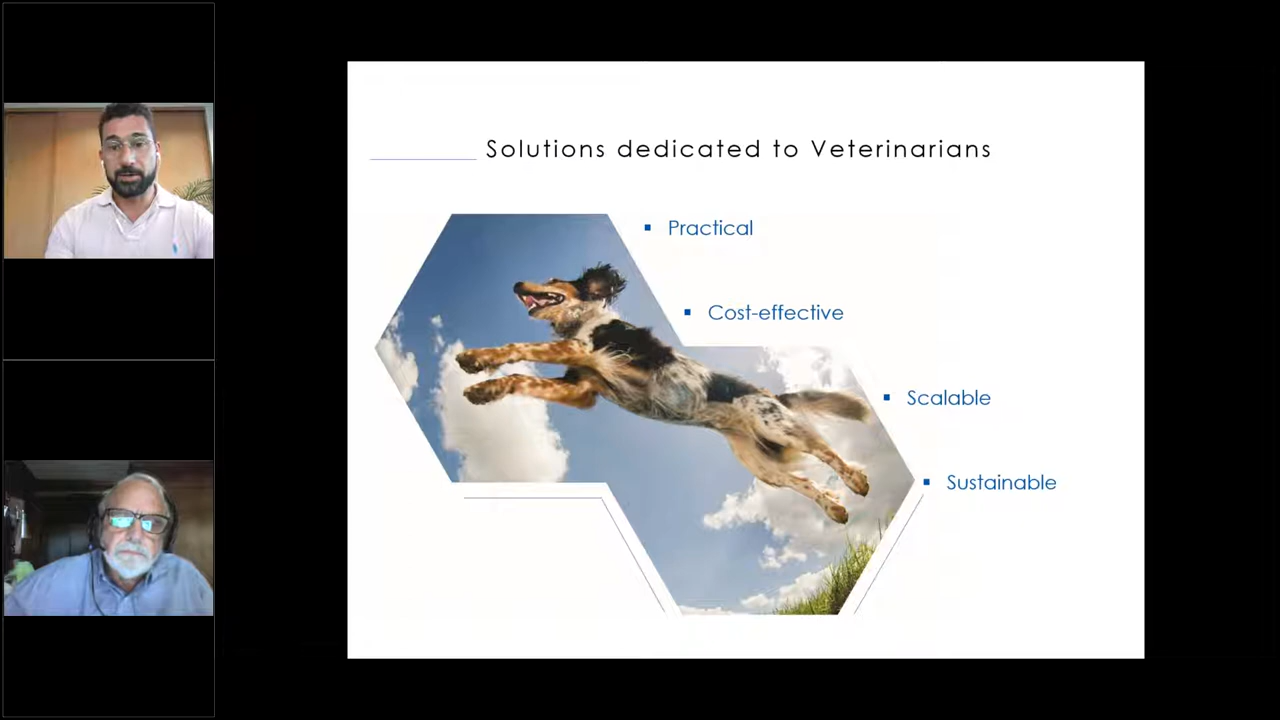 Solutions dedicated to Veterinarians
▪ Practical
▪ Cost-effective
▪ Scalable
▪ Sustainable